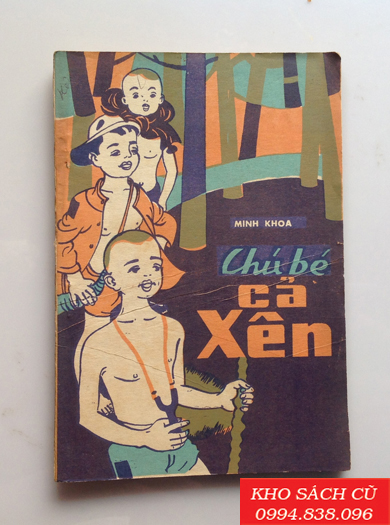 MINH KHOA
Chú bé
cả
Xên
KHO SÁCH CŨ
0994.838.096